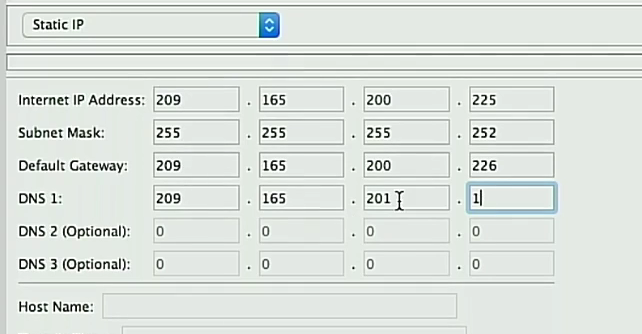 Static IP
Internet IP Address: 209 . 165 . 200 . 225
Subnet Mask: 255 . 255 . 255 . 252
Default Gateway: 209 . 165 . 200 . 226
DNS 1: 209 . 165 . 201 . 1
DNS 2 (Optional): 0 . 0 . 0 . 0
DNS 3 (Optional): 0 . 0 . 0 . 0
Host Name: